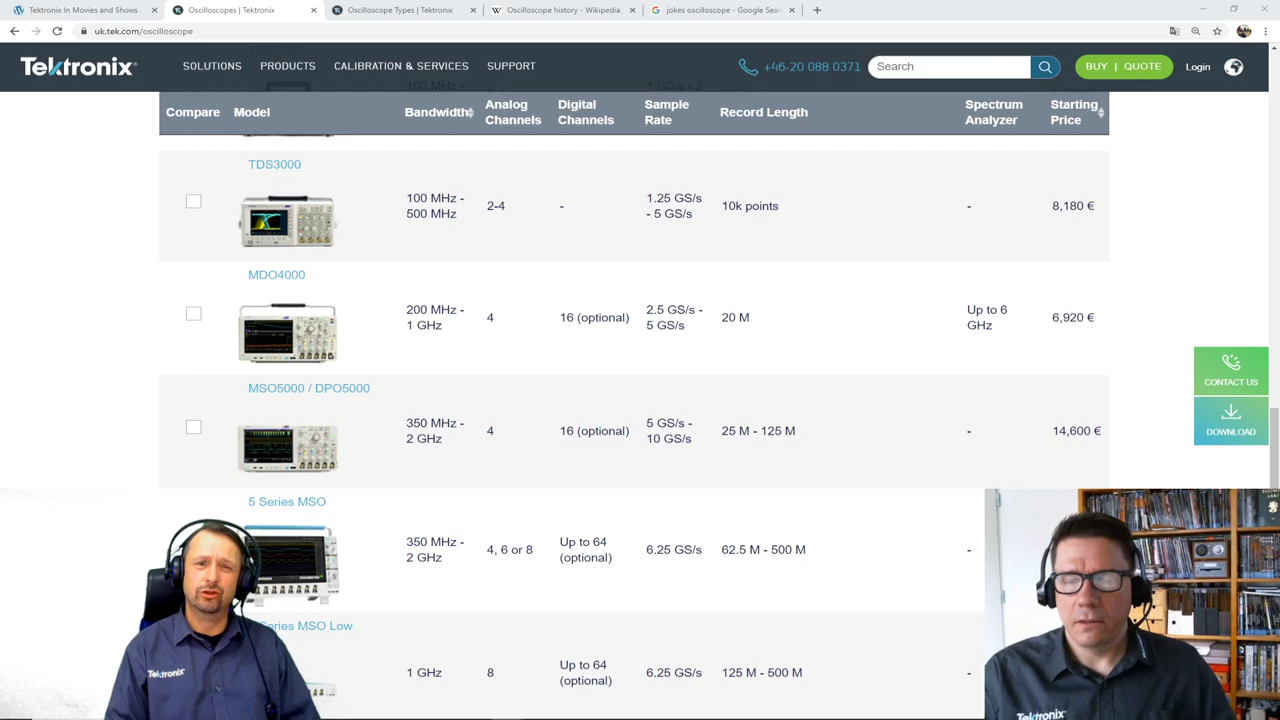 Tektronix In Movies and Shows
Oscilloscopes | Tektronix
Oscilloscope Types | Tektronix
Oscilloscope history - Wikipedia
jokes oscilloscope - Google Sear
uk.tek.com/oscilloscope
Tektronix
SOLUTIONS PRODUCTS CALIBRATION & SERVICES SUPPORT
+46-20 088 0371
Search
BUY | QUOTE
Login
Compare
Model
Bandwidth
Analog Channels
Digital Channels
Sample Rate
Record Length
Spectrum Analyzer
Starting Price
TDS3000
100 MHz - 500 MHz
2-4
-
1.25 GS/s - 5 GS/s
10k points
-
8,180 €
MDO4000
200 MHz - 1 GHz
4
16 (optional)
2.5 GS/s - 5 GS/s
20 M
Up to 6 GHz
6,920 €
MSO5000 / DPO5000
350 MHz - 2 GHz
4
16 (optional)
5 GS/s - 10 GS/s
25 M - 125 M
-
14,600 €
CONTACT US
DOWNLOAD
5 Series MSO
350 MHz - 2 GHz
4, 6 or 8
Up to 64 (optional)
6.25 GS/s
62.5 M - 500 M
-
Series MSO Low
1 GHz
8
Up to 64 (optional)
6.25 GS/s
125 M - 500 M
-
Tektronix
Tektronix